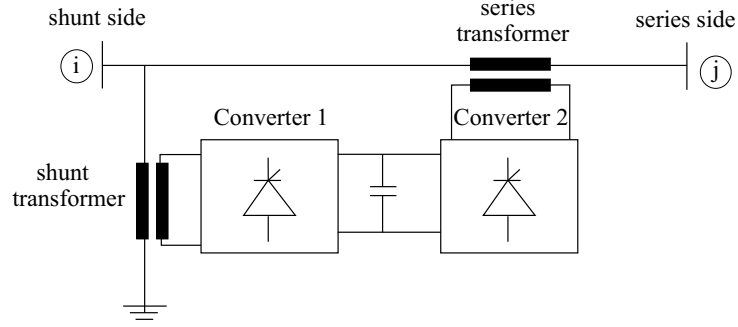 shunt side
series
transformer
series side
i
j
Converter 1
Converter 2
shunt
transformer